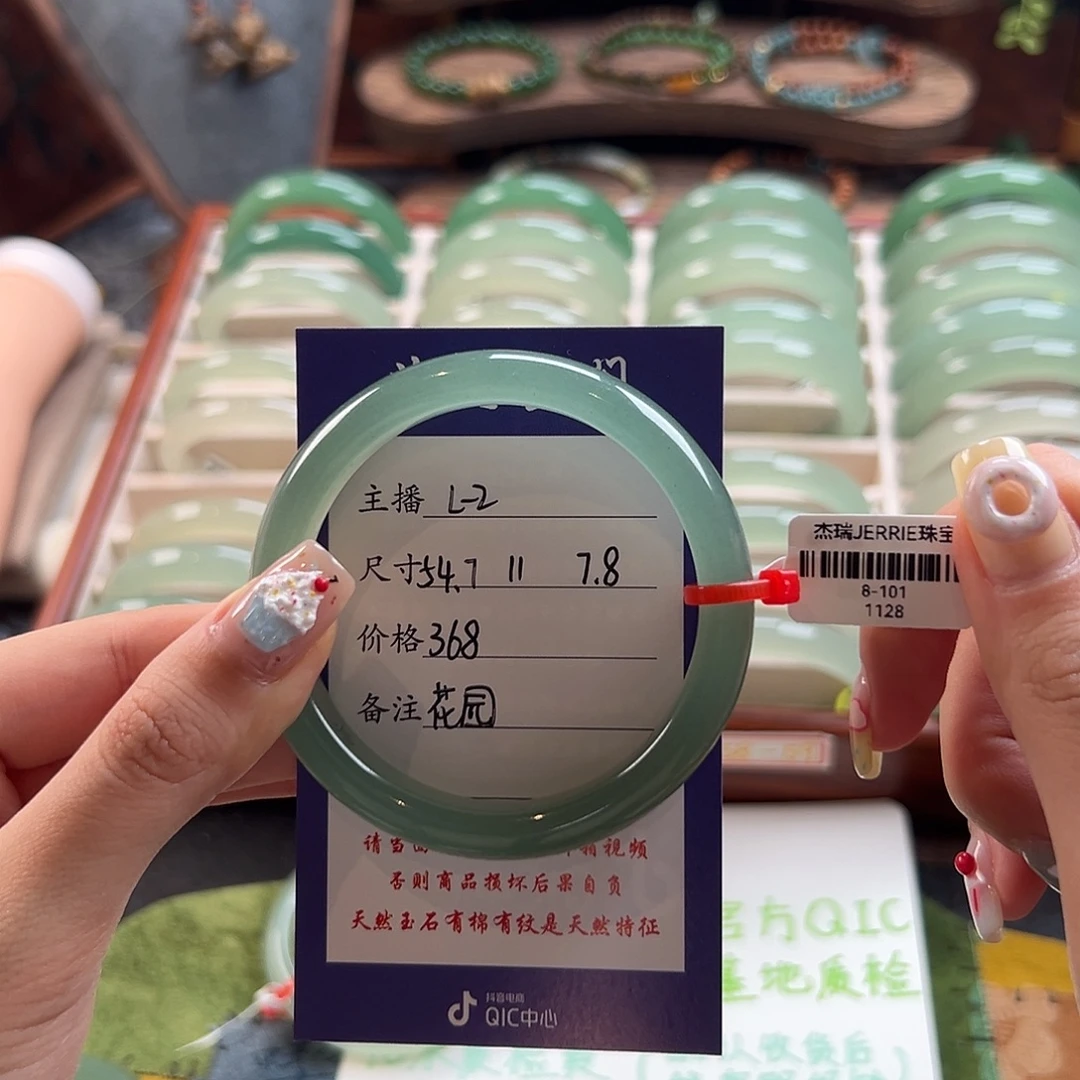 主播 L-2
尺寸 54.7 11 7.8
价格 368
备注 花园
否则商品损坏后果自负
天然玉石有棉有纹是天然特征
抖音电商
QIC中心
杰瑞JERRIE珠宝
8-101
1128
QIC
基地质检